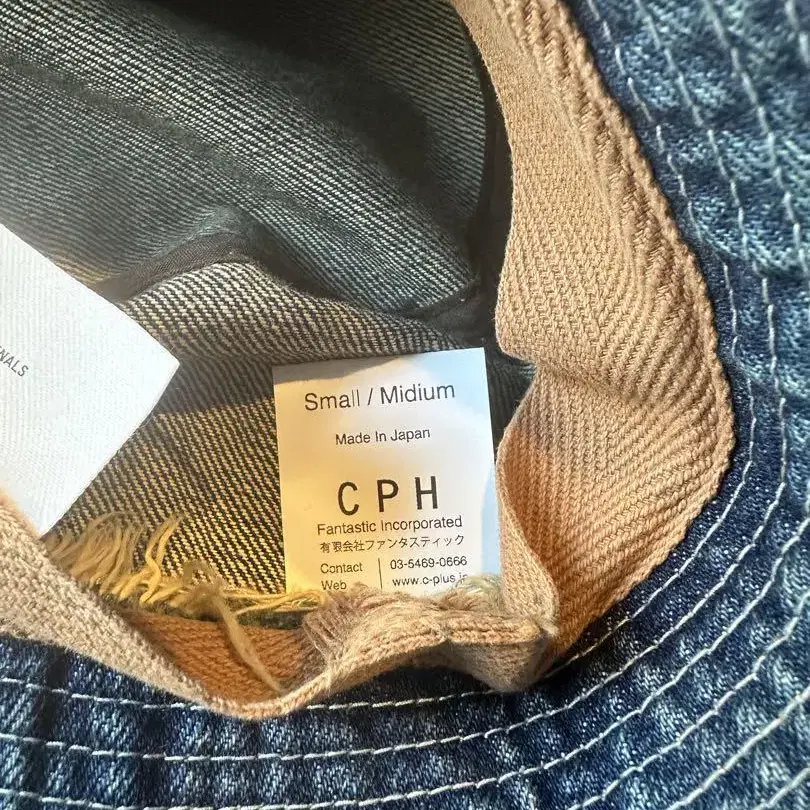 Small / Midium
Made In Japan
CPH
Fantastic Incorporated
有限会社ファンタスティック
Contact | 03-5469-0666
Web | www.c-plus.jp